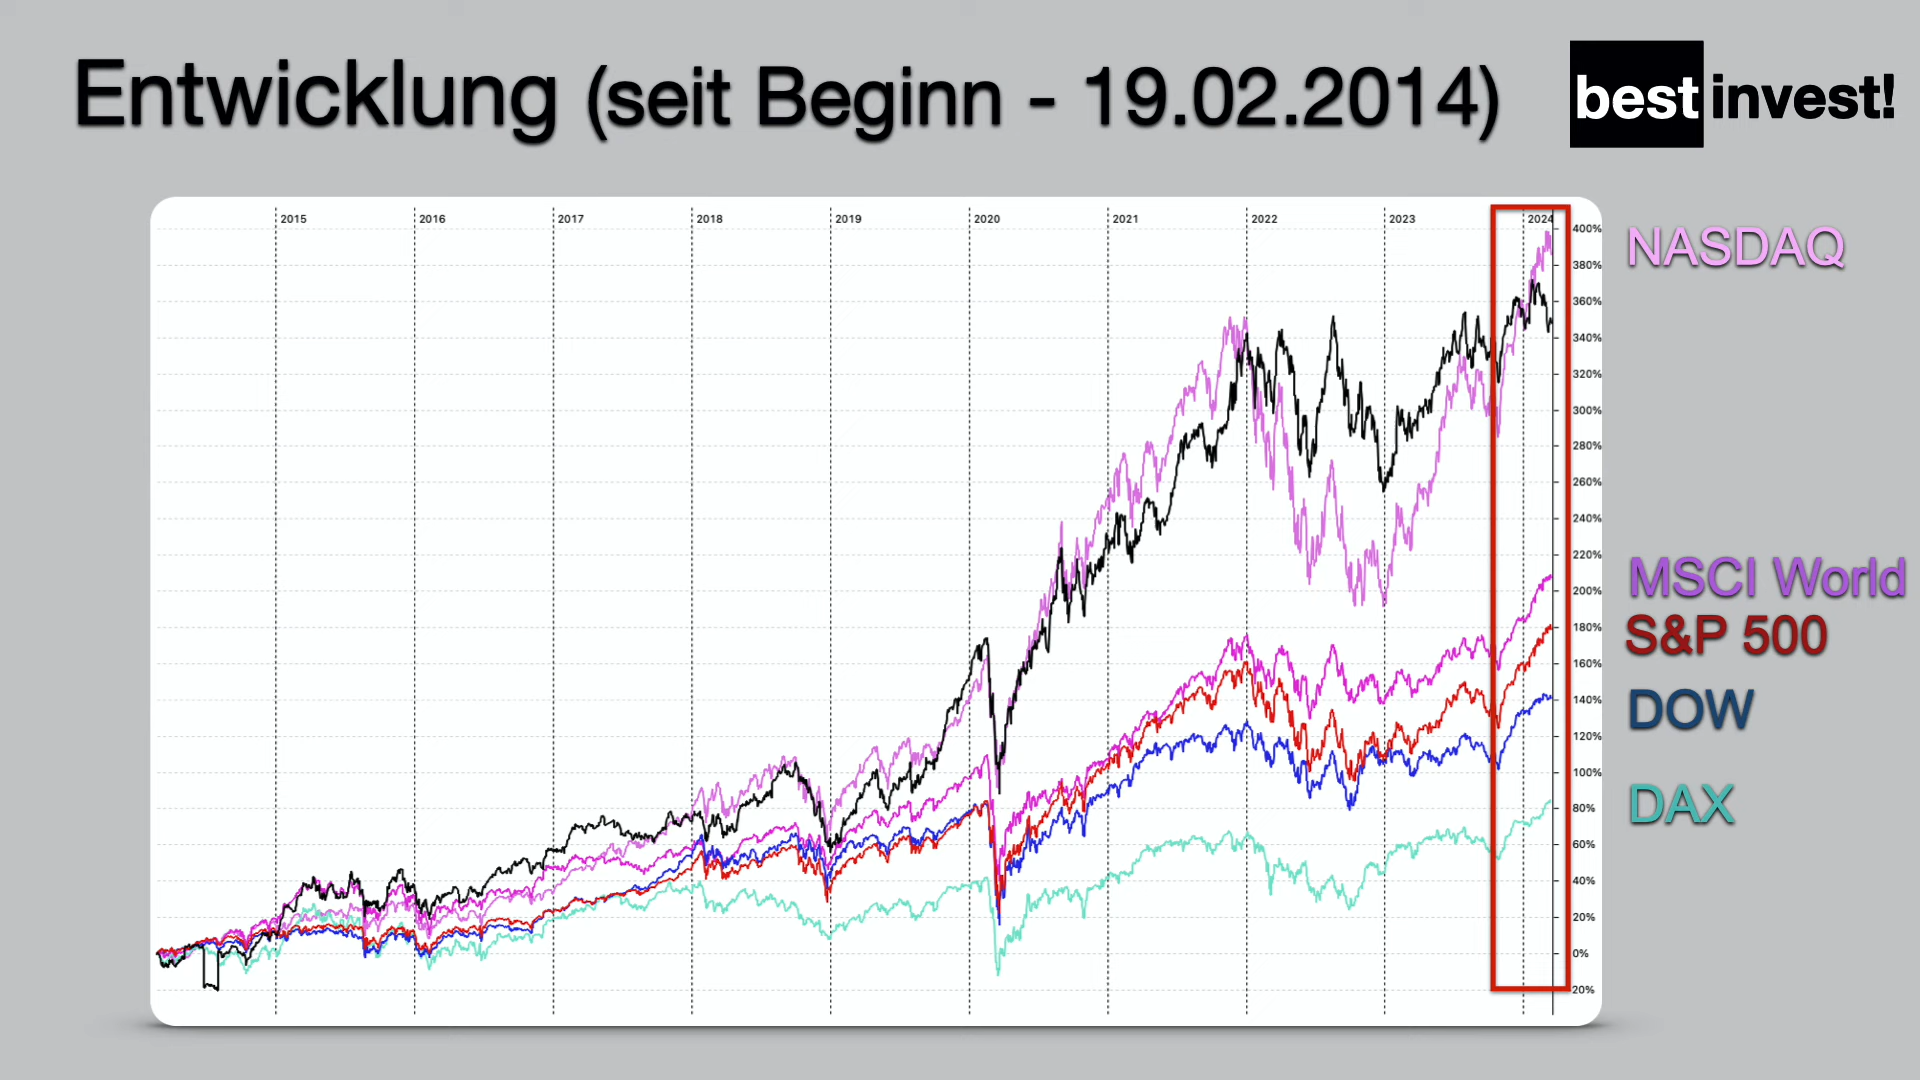 Entwicklung (seit Beginn - 19.02.2014)
best invest!
2015 2016 2017 2018 2019 2020 2021 2022 2023 2024
400%
380%
360%
340%
320%
300%
280%
260%
240%
220%
200%
180%
160%
140%
120%
100%
80%
60%
40%
20%
0%
20%
NASDAQ
MSCI World
S&P 500
DOW
DAX